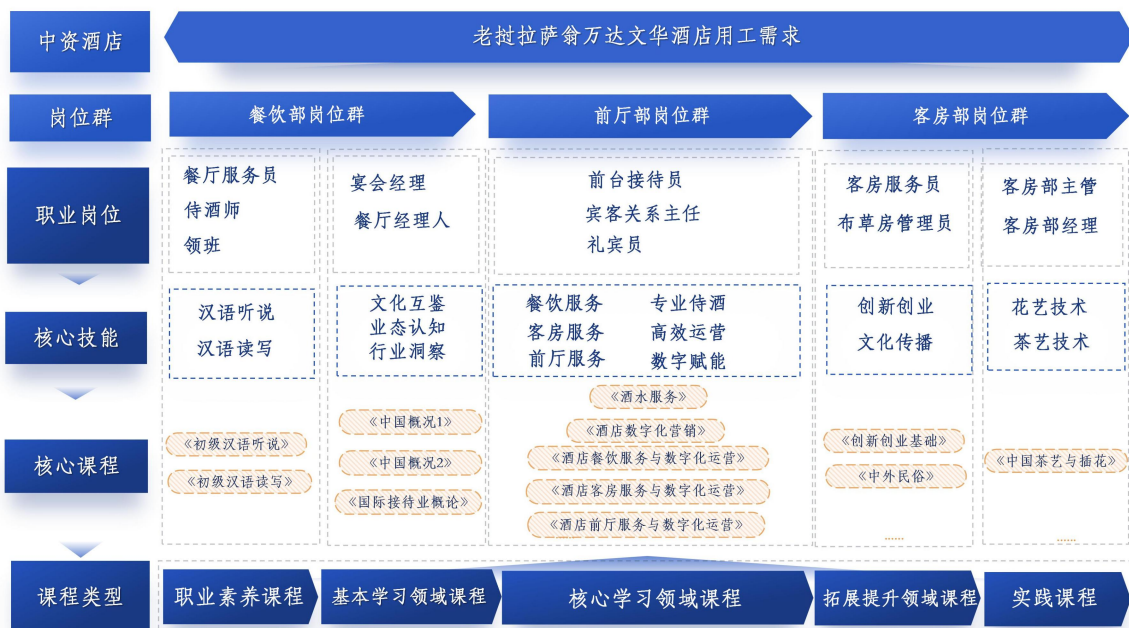 中资酒店
老挝拉萨翁万达文华酒店用工需求
岗位群
餐饮部岗位群
前厅部岗位群
客房部岗位群
职业岗位
餐厅服务员
侍酒师
领班
宴会经理
餐厅经理人
前台接待员
宾客关系主任
礼宾员
客房服务员
布草房管理员
客房部主管
客房部经理
核心技能
汉语听说
汉语读写
文化互鉴
业态认知
行业洞察
餐饮服务 专业侍酒
客房服务 高效运营
前厅服务 数字赋能
创新创业
文化传播
花艺技术
茶艺技术
核心课程
《初级汉语听说》
《初级汉语读写》
《中国概况1》
《中国概况2》
《国际接待业概论》
《酒水服务》
《酒店数字化营销》
《酒店餐饮服务与数字化运营》
《酒店客房服务与数字化运营》
《酒店前厅服务与数字化运营》
......
《创新创业基础》
《中外民俗》
......
《中国茶艺与插花》
......
课程类型
职业素养课程
基本学习领域课程
核心学习领域课程
拓展提升领域课程
实践课程